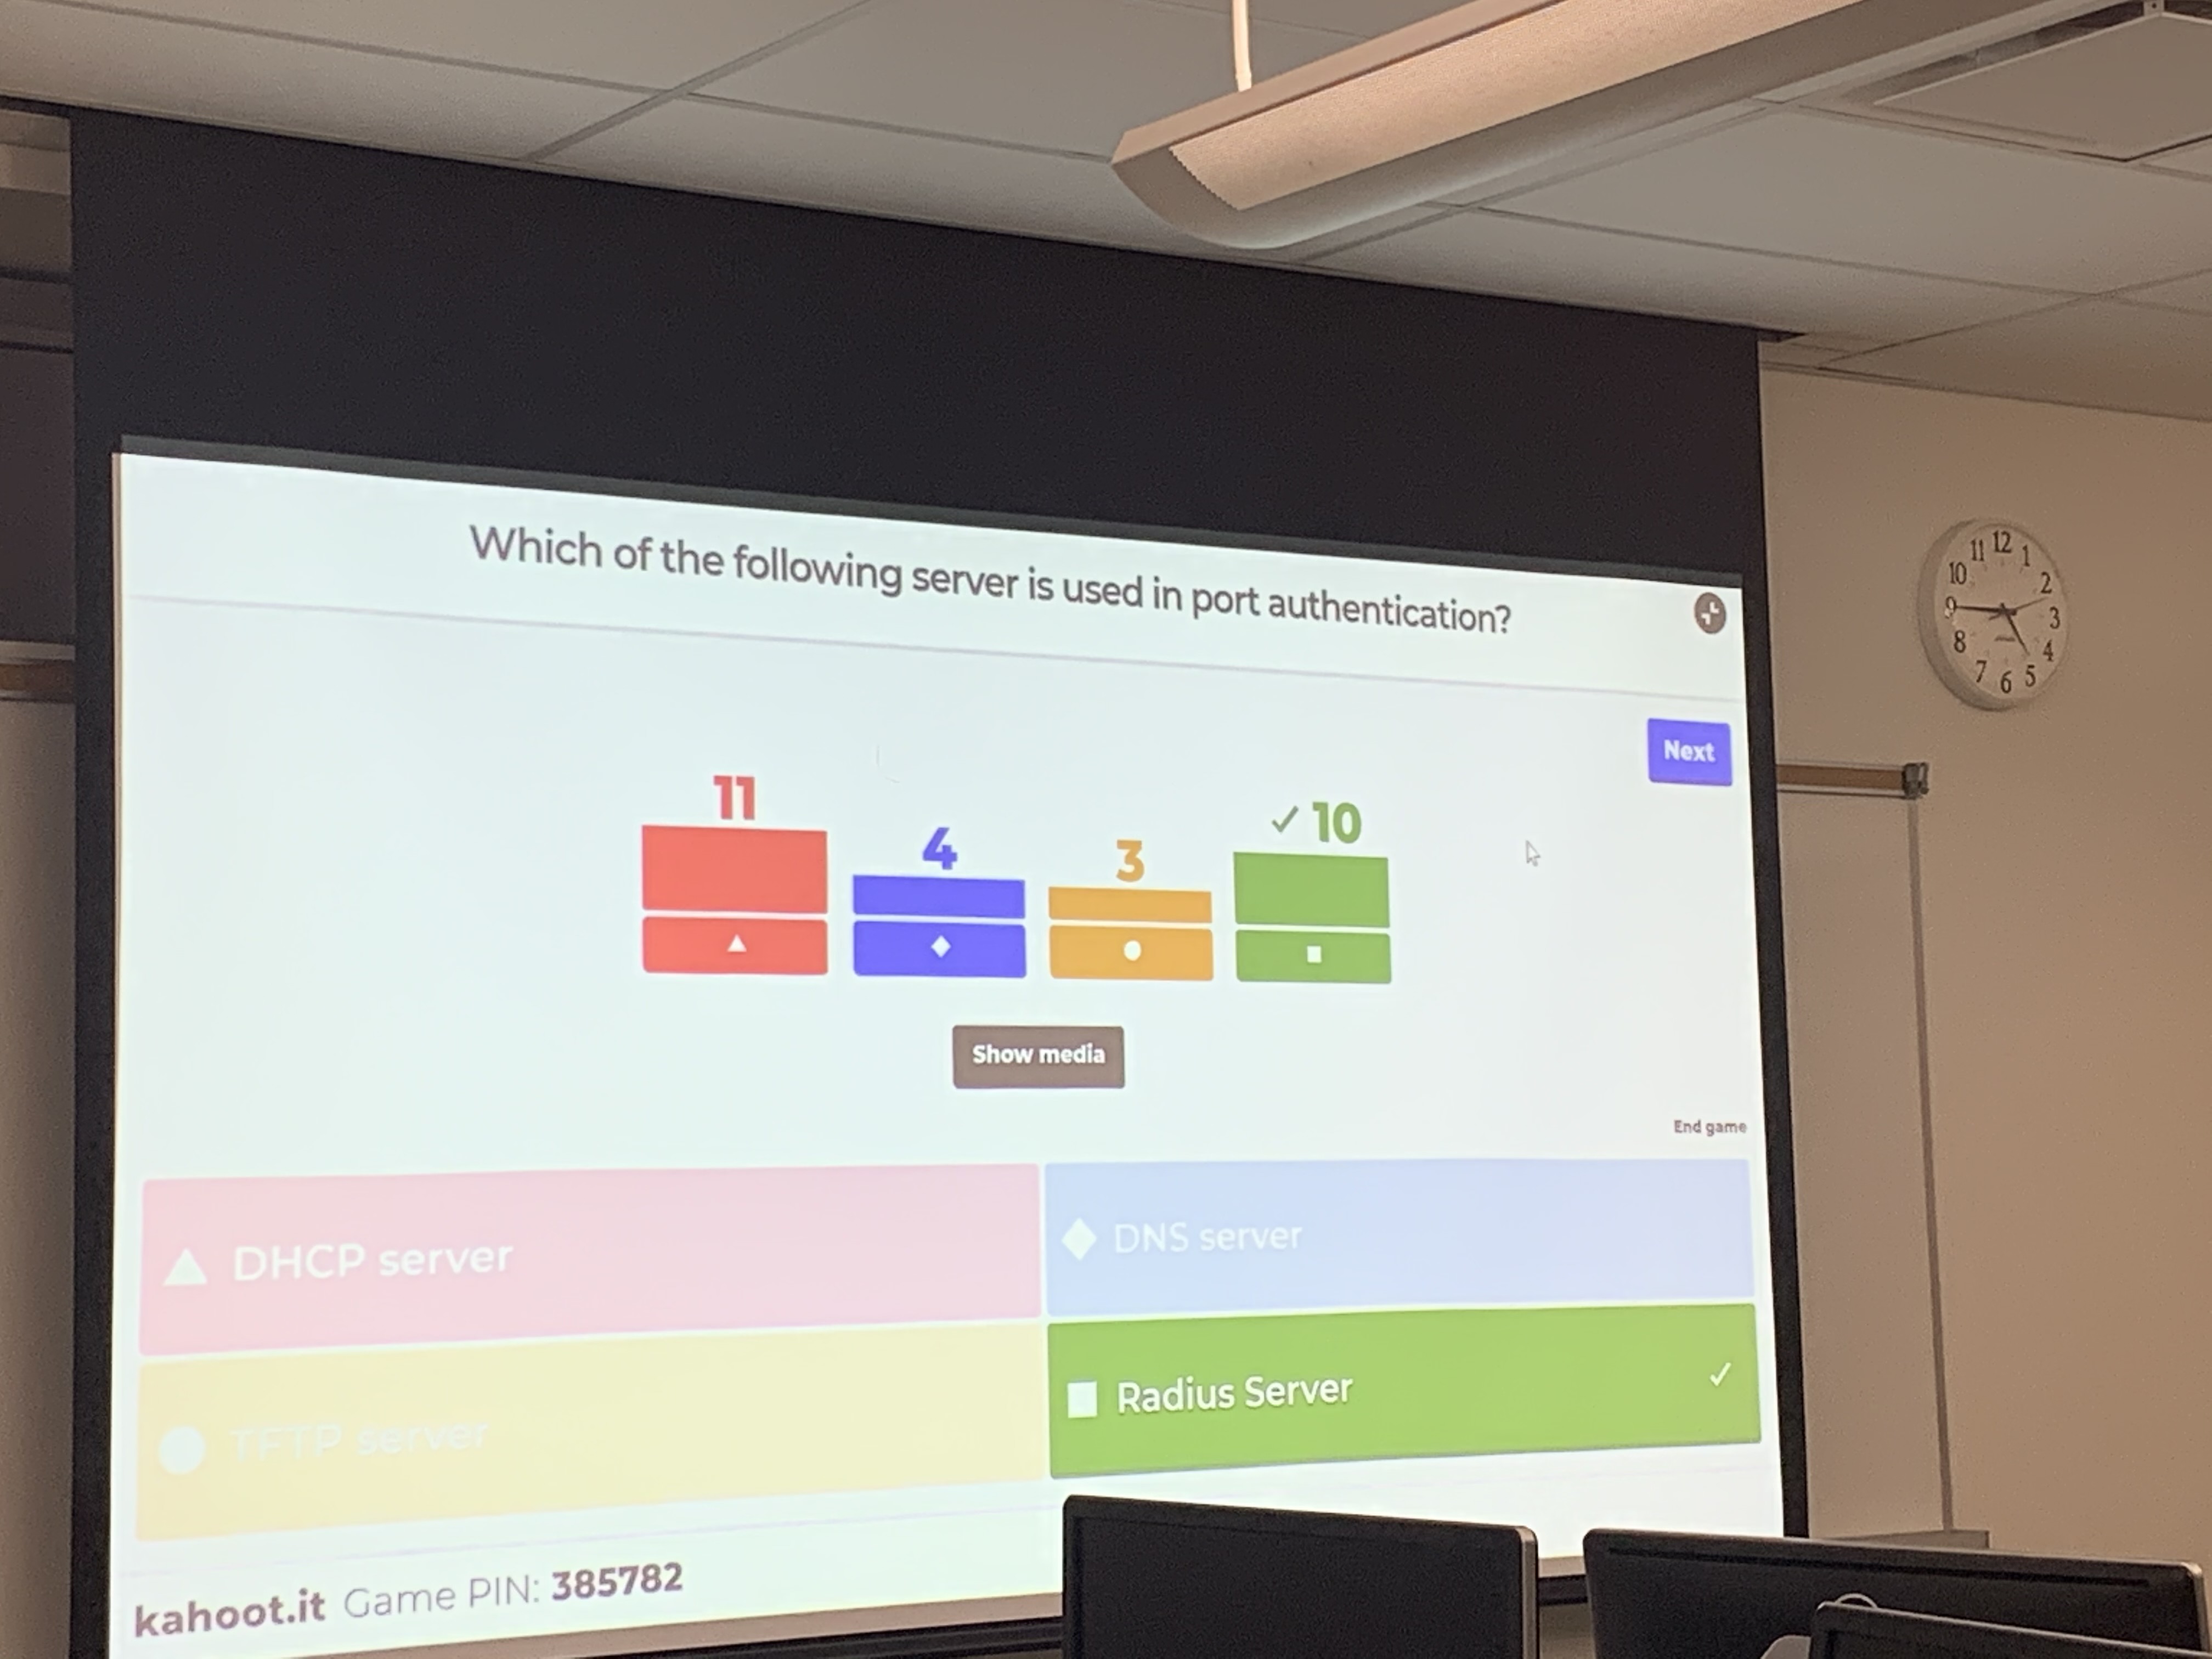 Which of the following server is used in port authentication?
12
11 1
10 2
9 3
8 4
7 6 5
Next
11
4
3
✓ 10
Show media
End game
DHCP server
DNS server
TFTP server
Radius Server
kahoot.it Game PIN: 385782